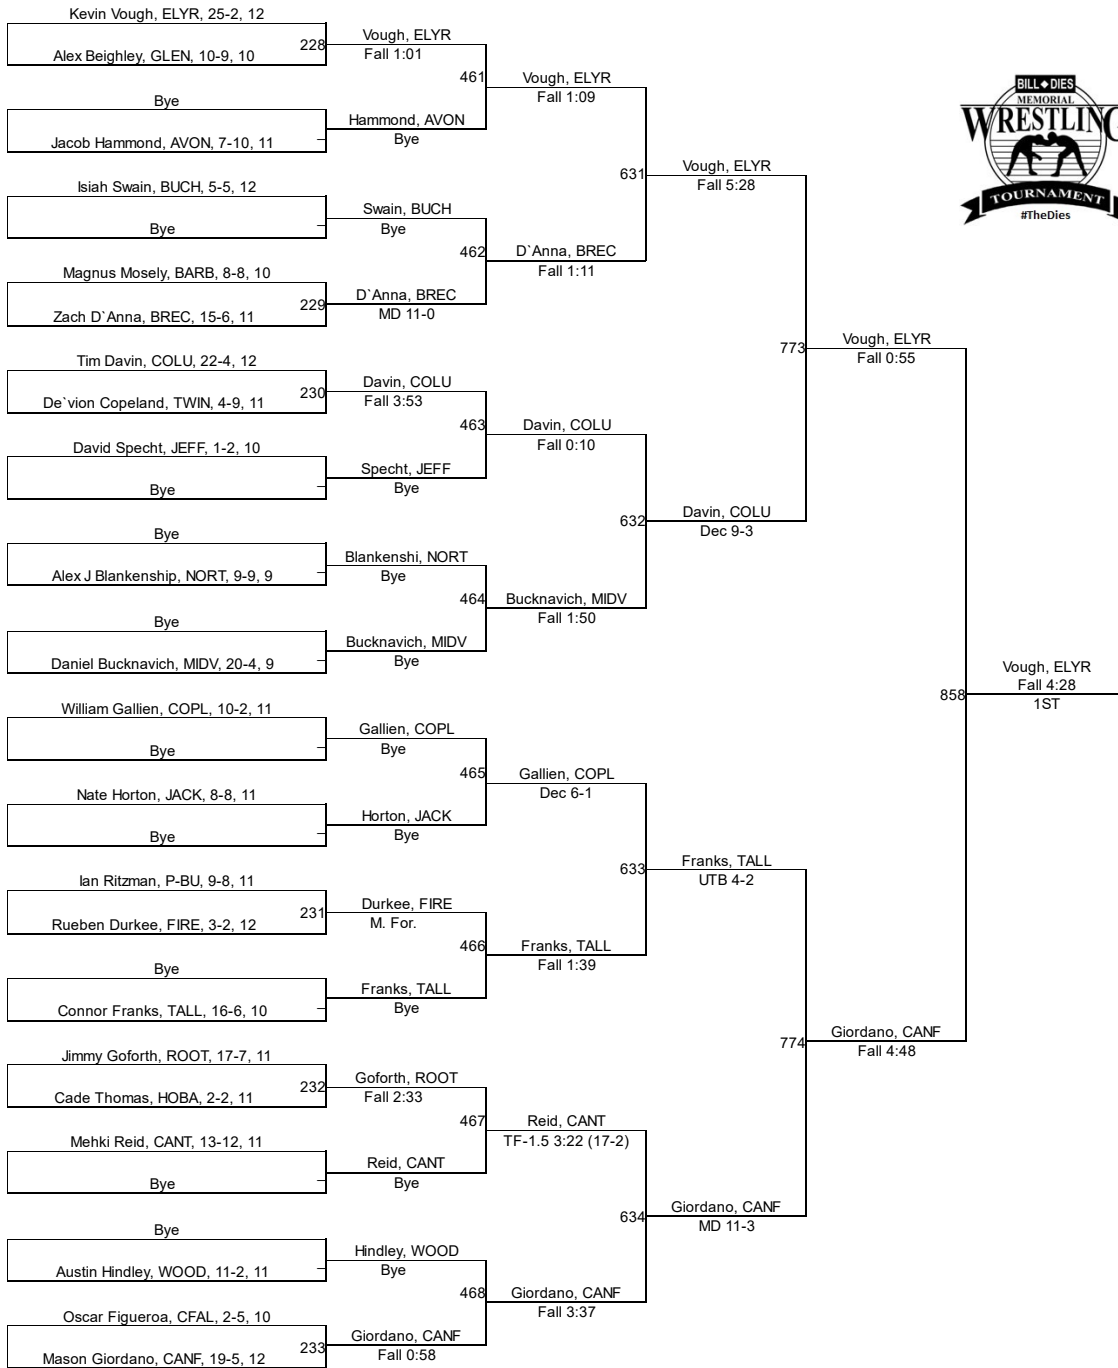 Kevin Vough, ELYR, 25-2, 12
228
Alex Beighley, GLEN, 10-9, 10
Vough, ELYR
Fall 1:01
461
Bye
Jacob Hammond, AVON, 7-10, 11
Hammond, AVON
Bye
Vough, ELYR
Fall 1:09
631
Isiah Swain, BUCH, 5-5, 12
Bye
Swain, BUCH
Bye
462
Magnus Mosely, BARB, 8-8, 10
229
Zach D`Anna, BREC, 15-6, 11
D`Anna, BREC
MD 11-0
D`Anna, BREC
Fall 1:11
Vough, ELYR
Fall 5:28
773
Tim Davin, COLU, 22-4, 12
230
De`vion Copeland, TWIN, 4-9, 11
Davin, COLU
Fall 3:53
463
David Specht, JEFF, 1-2, 10
Bye
Specht, JEFF
Bye
Davin, COLU
Fall 0:10
632
Bye
Alex J Blankenship, NORT, 9-9, 9
Blankenshi, NORT
Bye
464
Bye
Daniel Bucknavich, MIDV, 20-4, 9
Bucknavich, MIDV
Bye
Bucknavich, MIDV
Fall 1:50
Davin, COLU
Dec 9-3
Vough, ELYR
Fall 0:55
858
William Gallien, COPL, 10-2, 11
Bye
Gallien, COPL
Bye
465
Nate Horton, JACK, 8-8, 11
Bye
Horton, JACK
Bye
Gallien, COPL
Dec 6-1
633
Ian Ritzman, P-BU, 9-8, 11
231
Rueben Durkee, FIRE, 3-2, 12
Durkee, FIRE
M. For.
466
Bye
Connor Franks, TALL, 16-6, 10
Franks, TALL
Bye
Franks, TALL
Fall 1:39
Franks, TALL
UTB 4-2
774
Jimmy Goforth, ROOT, 17-7, 11
232
Cade Thomas, HOBA, 2-2, 11
Goforth, ROOT
Fall 2:33
467
Mehki Reid, CANT, 13-12, 11
Bye
Reid, CANT
Bye
Reid, CANT
TF-1.5 3:22 (17-2)
634
Bye
Austin Hindley, WOOD, 11-2, 11
Hindley, WOOD
Bye
468
Oscar Figueroa, CFAL, 2-5, 10
233
Mason Giordano, CANF, 19-5, 12
Giordano, CANF
Fall 0:58
Giordano, CANF
Fall 3:37
Giordano, CANF
MD 11-3
Giordano, CANF
Fall 4:48
Vough, ELYR
Fall 4:28
1ST
BILL◆DIES
MEMORIAL
WRESTLING
TOURNAMENT
#TheDies